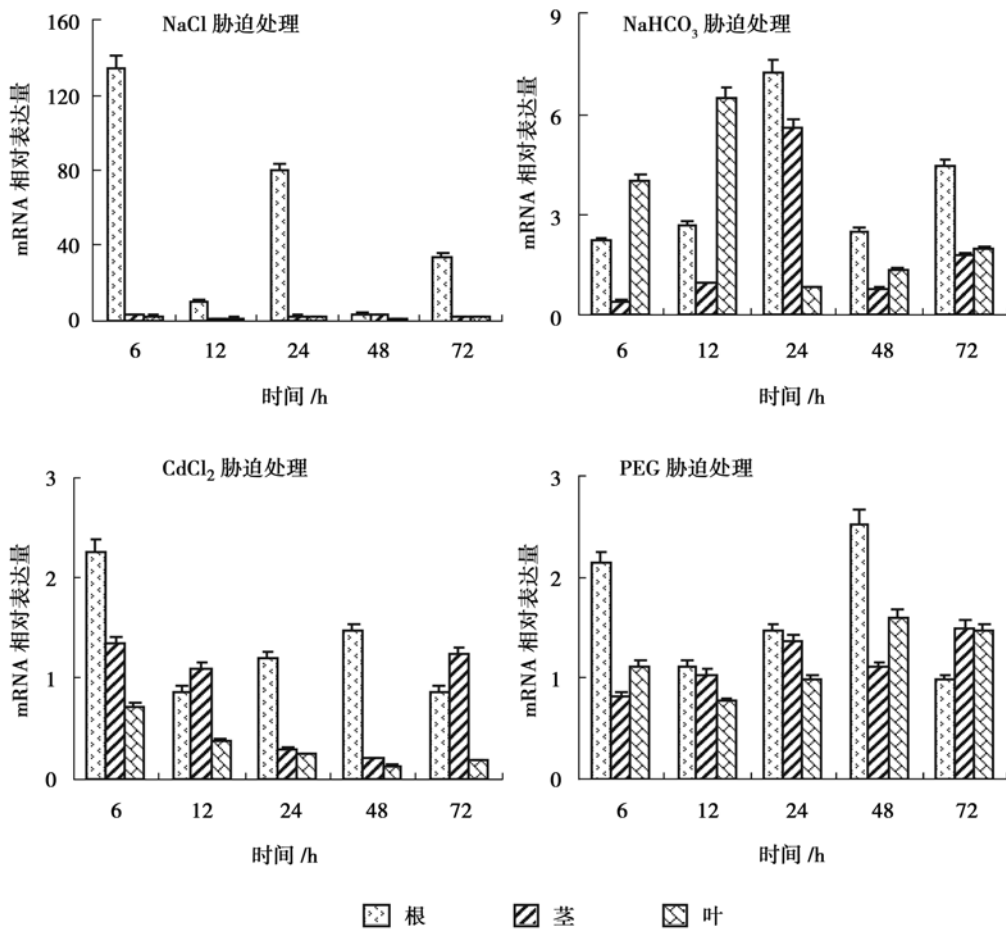 NaCl 胁迫处理
mRNA 相对表达量
160
120
80
40
0
6 12 24 48 72
时间 /h
NaHCO₃ 胁迫处理
mRNA 相对表达量
9
6
3
0
6 12 24 48 72
时间 /h
CdCl₂ 胁迫处理
mRNA 相对表达量
3
2
1
0
6 12 24 48 72
时间 /h
PEG 胁迫处理
mRNA 相对表达量
3
2
1
0
6 12 24 48 72
时间 /h
根 茎 叶